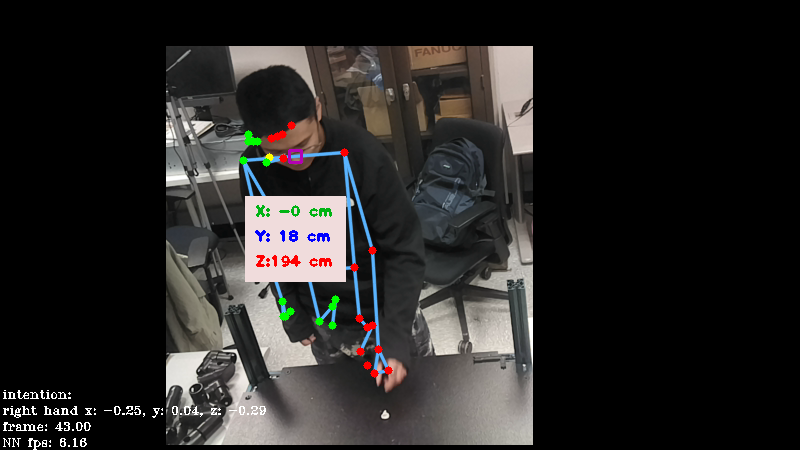 FANUC
X: -0 cm
Y: 18 cm
Z:194 cm
intention:
right hand x: -0.25, y: 0.04, z: -0.29
frame: 43.00
NN fps: 6.16